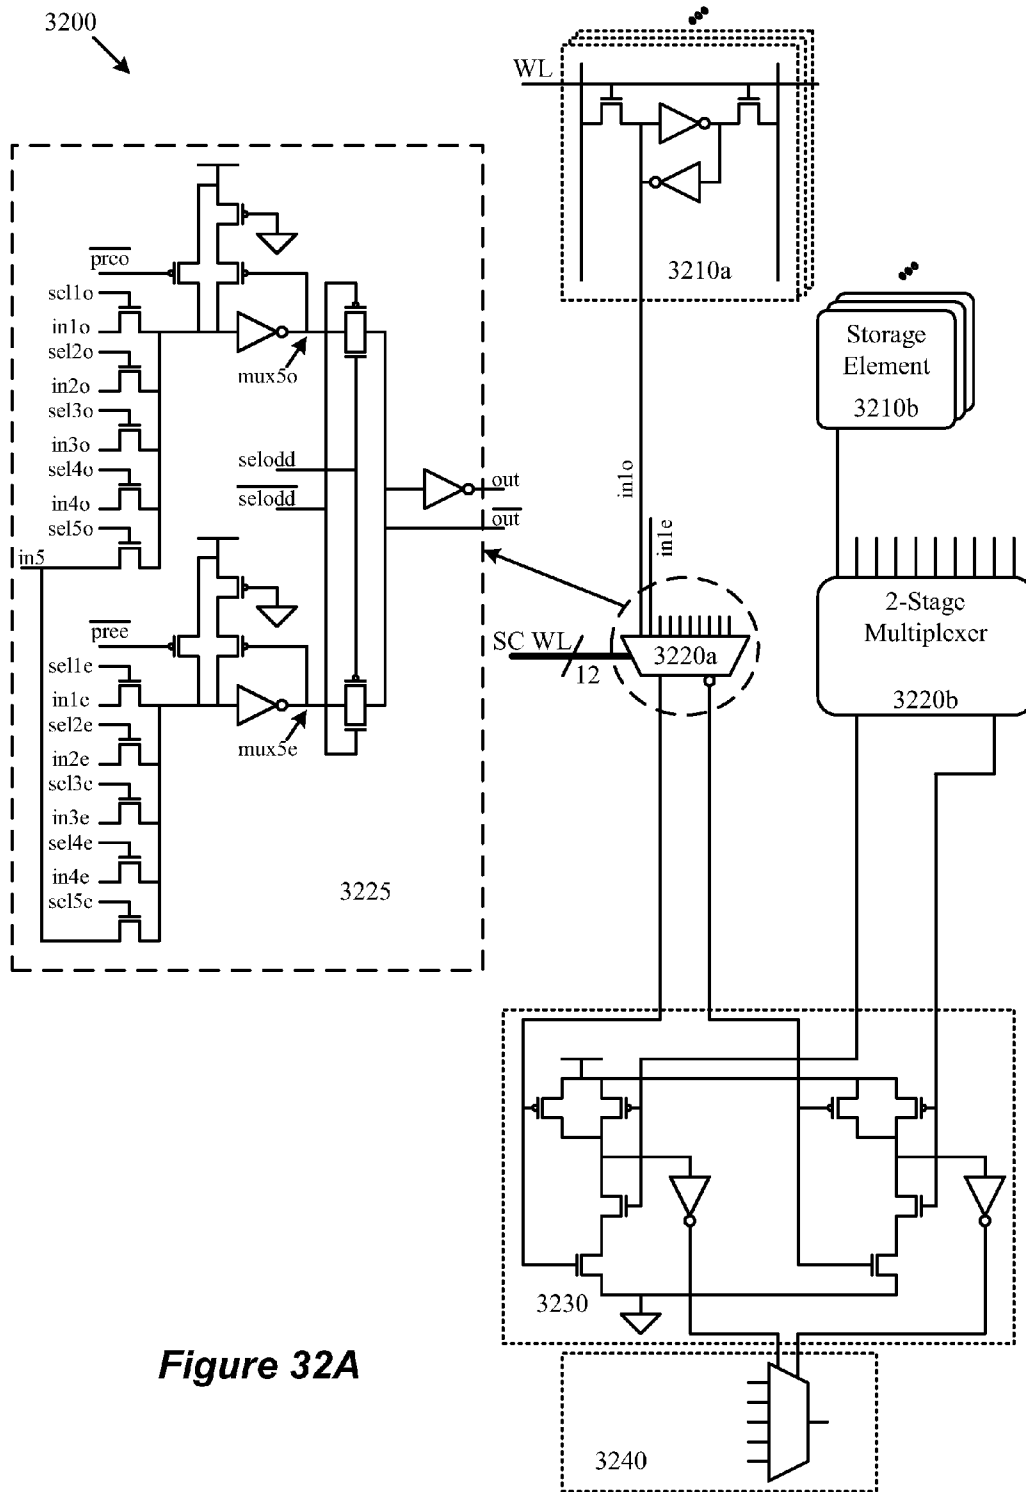 3200
WL
3210a
Storage
Element
3210b
preo
sel1o
in1o
sel2o
in2o
sel3o
in3o
sel4o
in4o
sel5o
in5
mux5o
selodd
selodd
out
out
pree
sel1e
in1e
sel2e
in2e
sel3e
in3e
sel4e
in4e
sel5e
mux5e
3225
in1o
in1e
SC WL
12
3220a
2-Stage
Multiplexer
3220b
3230
3240
Figure 32A